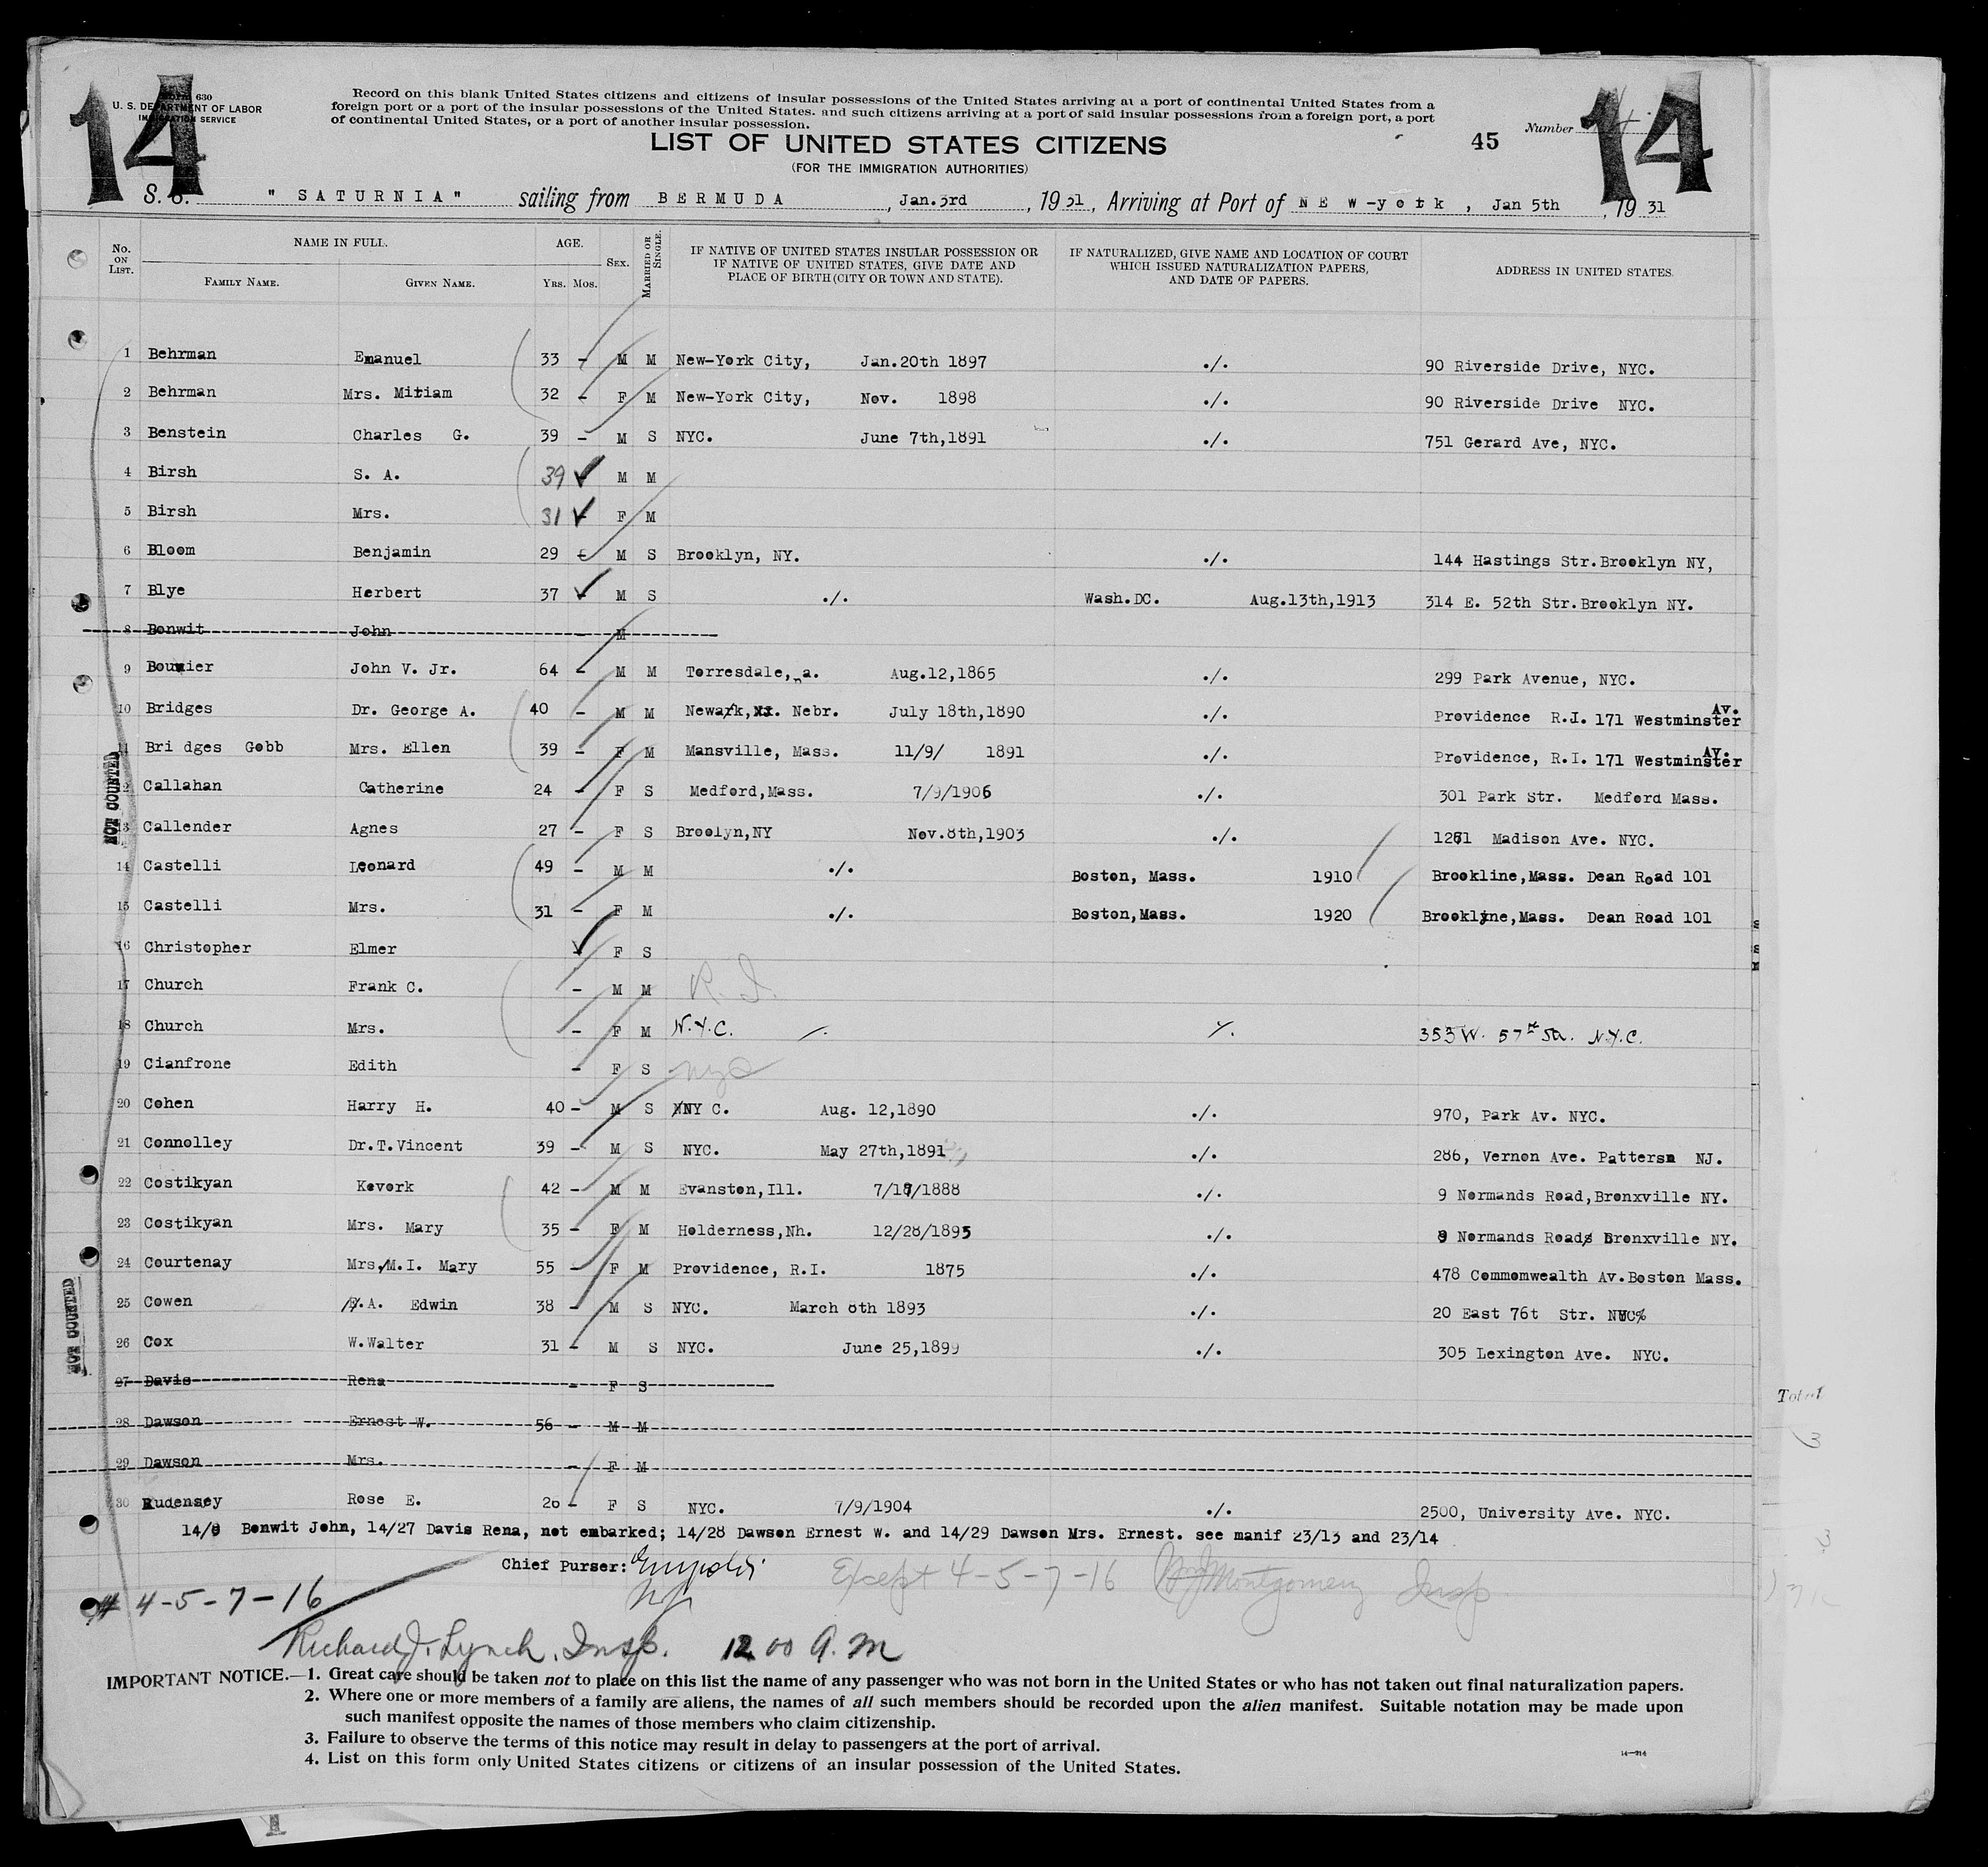 14
14
Form 630
U. S. DEPARTMENT OF LABOR
IMMIGRATION SERVICE
Record on this blank United States citizens and citizens of insular possessions of the United States arriving at a port of continental United States from a
foreign port or a port of the insular possessions of the United States. and such citizens arriving at a port of said insular possessions from a foreign port, a port
of continental United States, or a port of another insular possession.
LIST OF UNITED STATES CITIZENS
45
Number
(FOR THE IMMIGRATION AUTHORITIES)
S. S. " SATURNIA " sailing from BERMUDA, Jan. 3rd, 1931, Arriving at Port of NEW-york, Jan 5th, 1931
No. ON LIST. NAME IN FULL. AGE. SEX. MARRIED OR SINGLE. IF NATIVE OF UNITED STATES INSULAR POSSESSION OR IF NATIVE OF UNITED STATES, GIVE DATE AND PLACE OF BIRTH (CITY OR TOWN AND STATE). IF NATURALIZED, GIVE NAME AND LOCATION OF COURT WHICH ISSUED NATURALIZATION PAPERS, AND DATE OF PAPERS. ADDRESS IN UNITED STATES.
FAMILY NAME. GIVEN NAME. YRS. MOS.
1 Behrman Emanuel 33 - M M New-York City, Jan.20th 1897 ./. 90 Riverside Drive, NYC.
2 Behrman Mrs. Mitiam 32 - F M New-York City, Nov. 1898 ./. 90 Riverside Drive NYC.
3 Benstein Charles G. 39 - M S NYC. June 7th,1891 ./. 751 Gerard Ave, NYC.
4 Birsh S. A. 39 M M
5 Birsh Mrs. 31 F M
6 Bloom Benjamin 29 - M S Brooklyn, NY. ./. 144 Hastings Str.Brooklyn NY,
7 Blye Herbert 37 - M S ./. Wash.DC. Aug.13th,1913 314 E. 52th Str.Brooklyn NY.
8 Bonwit John - M
9 Bouvier John V. Jr. 64 - M M Torresdale, a. Aug.12,1865 ./. 299 Park Avenue, NYC.
10 Bridges Dr. George A. 40 - M M Newark, Nebr. July 18th,1890 ./. Providence R.I. 171 Westminster Av.
11 Bri dges Gobb Mrs. Ellen 39 - F M Mansville, Mass. 11/9/ 1891 ./. Providence, R.I. 171 Westminster Av.
12 Callahan Catherine 24 - F S Medford,Mass. 7/9/1906 ./. 301 Park Str. Medford Mass.
13 Callender Agnes 27 - F S Broolyn,NY Nov.8th,1903 ./. 1261 Madison Ave. NYC.
14 Castelli Leonard 49 - M M ./. Boston, Mass. 1910 Brookline,Mass. Dean Road 101
15 Castelli Mrs. 31 - F M ./. Boston,Mass. 1920 Brookline,Mass. Dean Road 101
16 Christopher Elmer F S
17 Church Frank C. - M M R. I.
18 Church Mrs. - F M N.Y.C. /. /. 353 W. 57th St. N.Y.C.
19 Cianfrone Edith - F S nyc
20 Cohen Harry H. 40 - M S NY C. Aug. 12,1890 ./. 970, Park Av. NYC.
21 Connolley Dr.T.Vincent 39 - M S NYC. May 27th,1891 ./. 286, Vernon Ave. Pattersn NJ.
22 Costikyan Kevork 42 - M M Evanston,Ill. 7/18/1888 ./. 9 Normands Road,Bronxville NY.
23 Costikyan Mrs. Mary 35 - F M Holderness,Nh. 12/28/1895 ./. 9 Normands Road Bronxville NY.
24 Courtenay Mrs.M.I. Mary 55 - F M Providence, R.I. 1875 ./. 478 Commomwealth Av.Boston Mass.
25 Cowen A. Edwin 38 - M S NYC. March 8th 1893 ./. 20 East 76t Str. NYC%
26 Cox W.Walter 31 - M S NYC. June 25,1899 ./. 305 Lexington Ave. NYC.
27 Davis Rena - F S
28 Dawson Ernest W. 56 - M M
29 Dawson Mrs. - F M
30 Rudensey Rose E. 26 - F S NYC. 7/9/1904 ./. 2500, University Ave. NYC.
NOT COUNTED
NOT COUNTED
14/8 Bonwit John, 14/27 Davis Rena, not embarked; 14/28 Dawson Ernest W. and 14/29 Dawson Mrs. Ernest. see manif 23/13 and 23/14
Chief Purser:
Except 4-5-7-16 Montgomery Insp
# 4-5-7-16
Richard J. Lynch. Insp. 12 00 A.M
Total
3
IMPORTANT NOTICE.—1. Great care should be taken not to place on this list the name of any passenger who was not born in the United States or who has not taken out final naturalization papers.
2. Where one or more members of a family are aliens, the names of all such members should be recorded upon the alien manifest. Suitable notation may be made upon
such manifest opposite the names of those members who claim citizenship.
3. Failure to observe the terms of this notice may result in delay to passengers at the port of arrival.
4. List on this form only United States citizens or citizens of an insular possession of the United States.
14—314